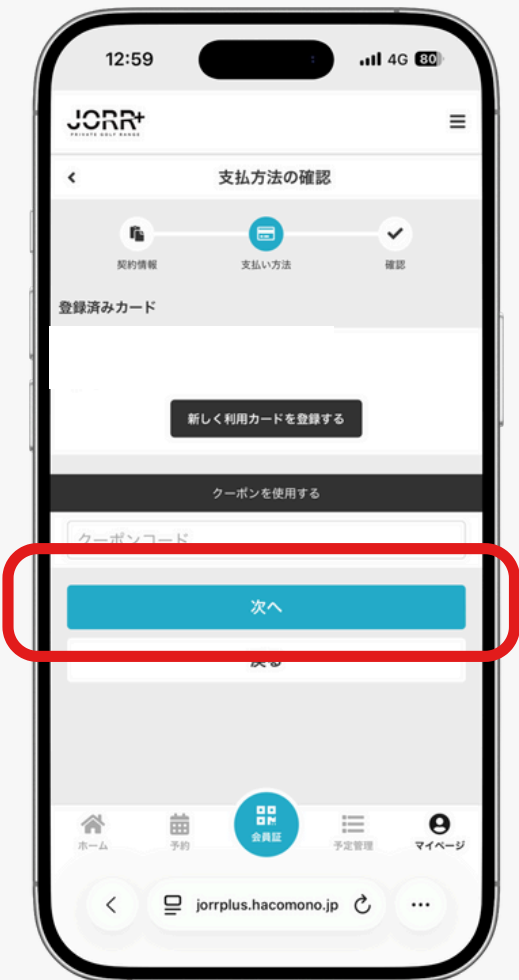 12:59 4G 80
JORR+
PRIVATE GOLF RANGE
支払方法の確認
契約情報 支払い方法 確認
登録済みカード
新しく利用カードを登録する
クーポンを使用する
クーポンコード
次へ
戻る
ホーム 予約 会員証 予定管理 マイページ
jorrplus.hacomono.jp